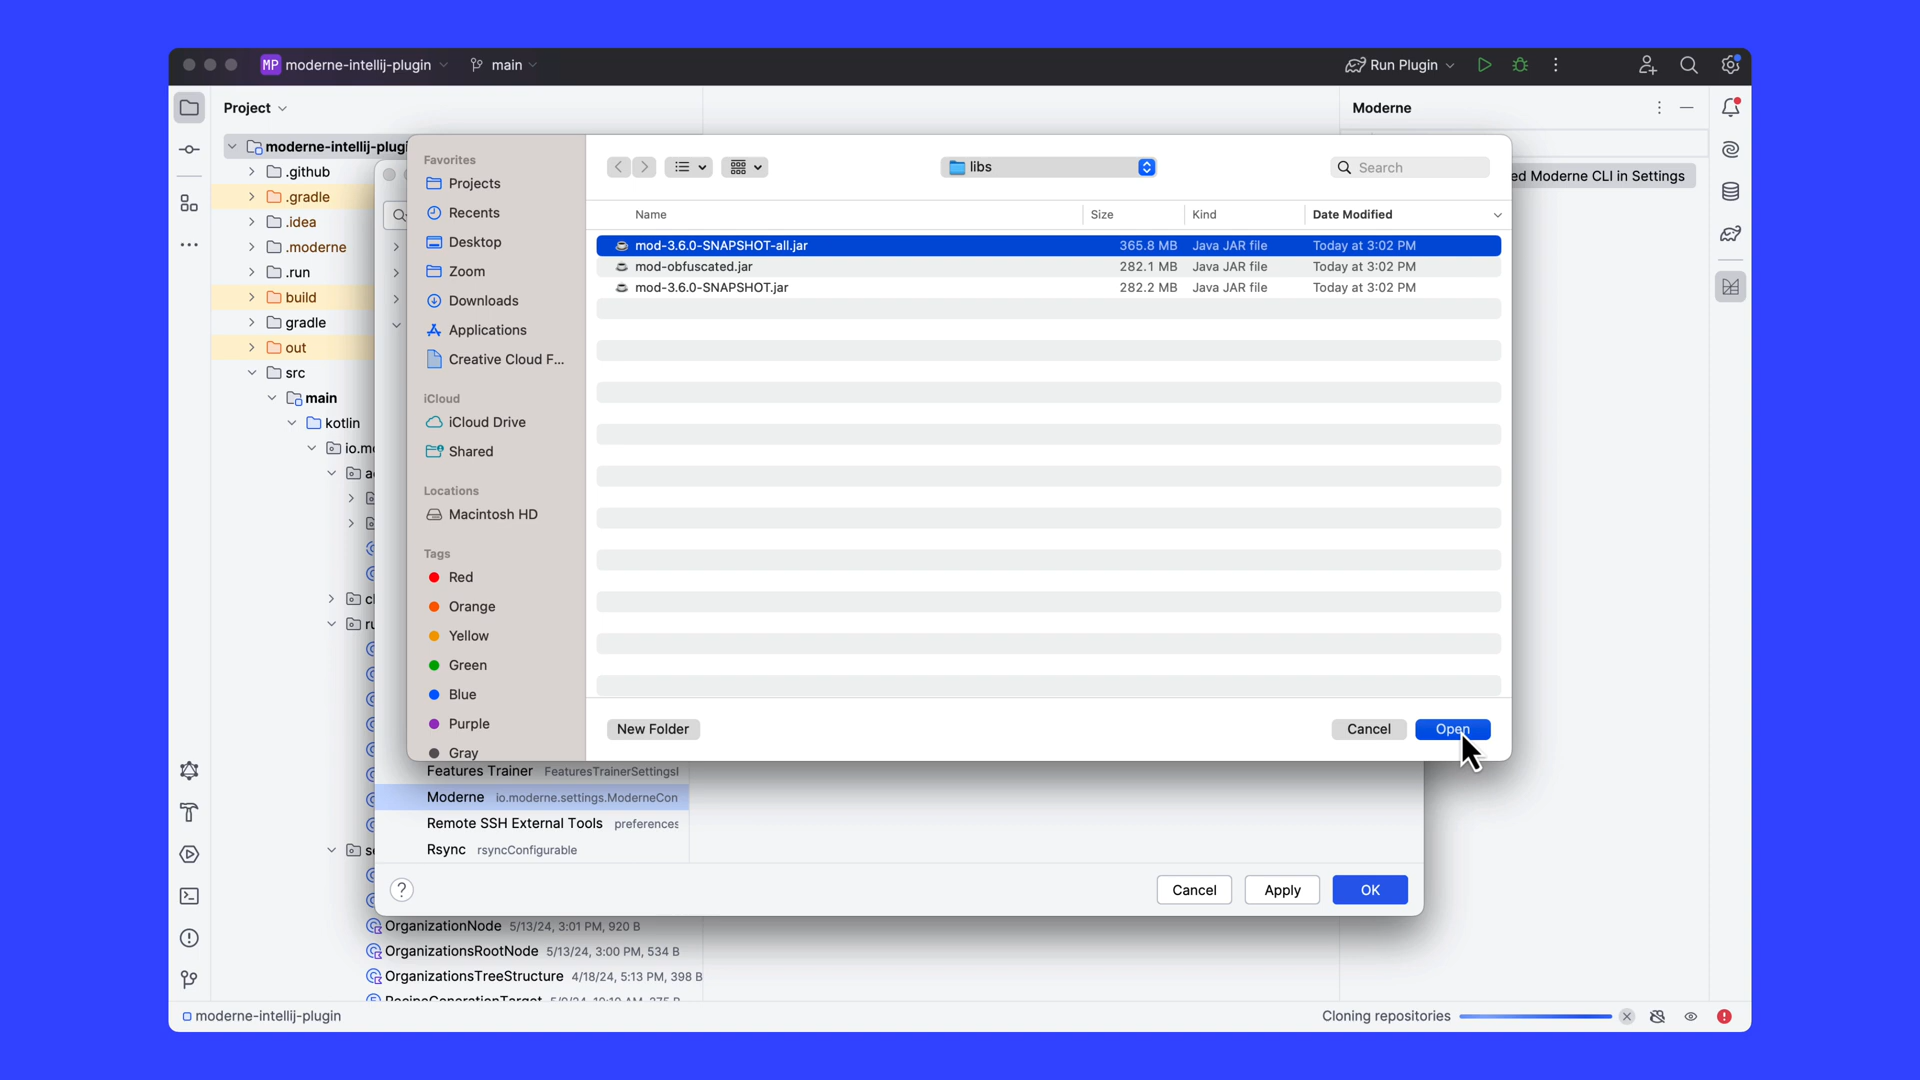 MP moderne-intellij-plugin
main
Run Plugin
Project
Moderne
moderne-intellij-plugi
.github
.gradle
.idea
.moderne
.run
build
gradle
out
src
main
kotlin
Favorites
Projects
Recents
Desktop
Zoom
Downloads
Applications
Creative Cloud F...
iCloud
iCloud Drive
Shared
Locations
Macintosh HD
Tags
Red
Orange
Yellow
Green
Blue
Purple
Gray
libs
Search
Name Size Kind Date Modified
mod-3.6.0-SNAPSHOT-all.jar 365.8 MB Java JAR file Today at 3:02 PM
mod-obfuscated.jar 282.1 MB Java JAR file Today at 3:02 PM
mod-3.6.0-SNAPSHOT.jar 282.2 MB Java JAR file Today at 3:02 PM
New Folder
Cancel
Open
ed Moderne CLI in Settings
Features Trainer FeaturesTrainerSettingsI
Moderne io.moderne.settings.ModerneCon
Remote SSH External Tools preferences
Rsync rsyncConfigurable
?
Cancel
Apply
OK
OrganizationNode 5/13/24, 3:01 PM, 920 B
OrganizationsRootNode 5/13/24, 3:00 PM, 534 B
OrganizationsTreeStructure 4/18/24, 5:13 PM, 398 B
moderne-intellij-plugin
Cloning repositories